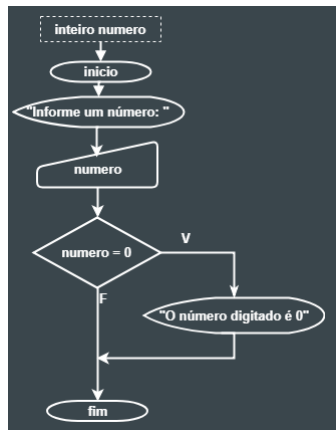 inteiro numero
inicio
"Informe um número: "
numero
numero = 0
V
F
"O número digitado é 0"
fim